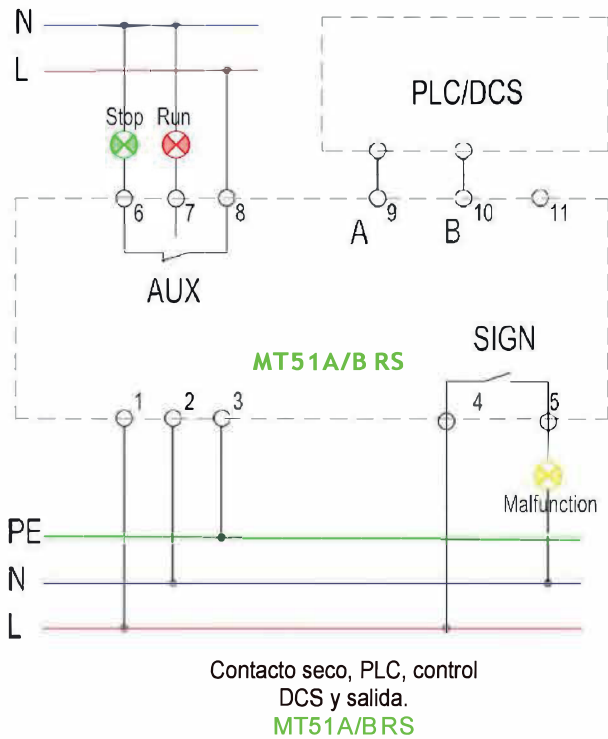 N
L
Stop Run
PLC/DCS
6 7 8 9 10 11
A B
AUX
SIGN
MT51A/B RS
1 2 3 4 5
Malfunction
PE
N
L
Contacto seco, PLC, control
DCS y salida.
MT51A/BRS